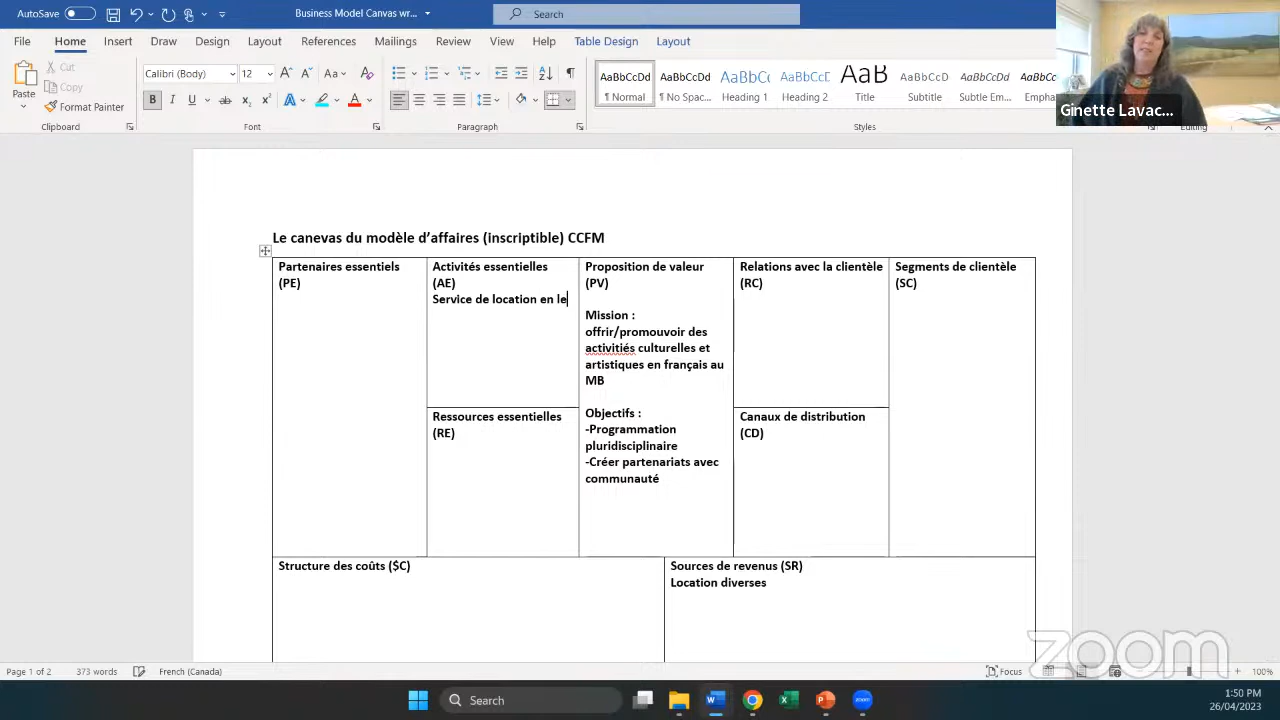 AutoSave
Business Model Canvas wr...
Search
File Home Insert Draw Design Layout References Mailings Review View Help Table Design Layout
Paste
Cut
Copy
Format Painter
Clipboard
Calibri (Body) 12
Font
Paragraph
AaBbCcDd
Normal
AaBbCcDd
No Spac...
AaBbCc
Heading 1
AaBbCcE
Heading 2
AaB
Title
AaBbCcD
Subtitle
AaBbCcDd
Subtle Em...
AaBbCcDd
Empha
Styles
Editing
Ginette Lavac...
Le canevas du modèle d’affaires (inscriptible) CCFM
Partenaires essentiels
(PE)
Activités essentielles
(AE)
Service de location en le
Ressources essentielles
(RE)
Proposition de valeur
(PV)
Mission :
offrir/promouvoir des
activitiés culturelles et
artistiques en français au
MB
Objectifs :
-Programmation
pluridisciplinaire
-Créer partenariats avec
communauté
Relations avec la clientèle
(RC)
Canaux de distribution
(CD)
Segments de clientèle
(SC)
Structure des coûts ($C)
Sources de revenus (SR)
Location diverses
zoom
Page 1 of 2 373 words French (Canada)
Focus
100%
Search
zoom
1:50 PM
26/04/2023